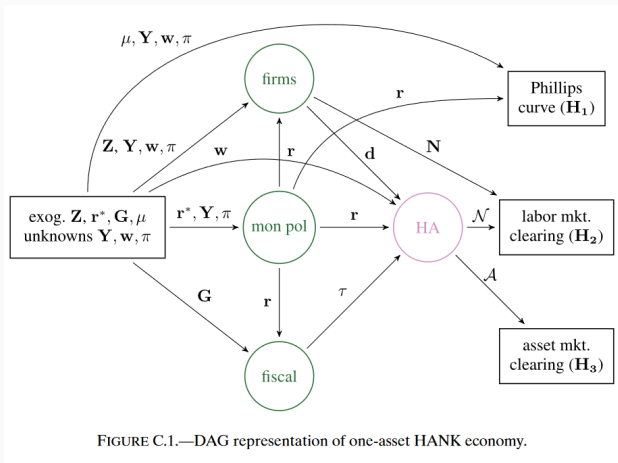 μ, Y, w, π
firms
Phillips
curve (H₁)
r
Z, Y, w, π
w
r
d
N
exog. Z, r*, G, μ
unknowns Y, w, π
r*, Y, π
mon pol
r
HA
𝒩
labor mkt.
clearing (H₂)
G
r
τ
𝒜
asset mkt.
clearing (H₃)
fiscal
FIGURE C.1.—DAG representation of one-asset HANK economy.